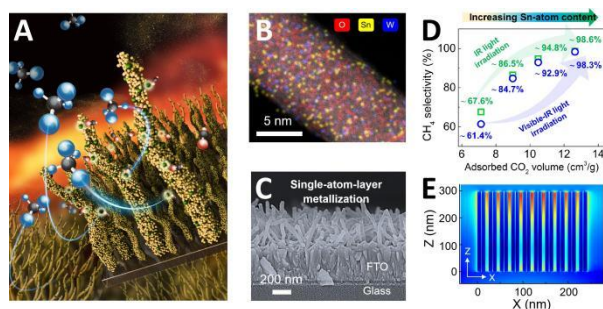 A
B
O Sn W
5 nm
C
Single-atom-layer
metallization
FTO
200 nm
Glass
D
Increasing Sn-atom content
CH₄ selectivity (%)
100
80
60
IR light
irradiation
~ 67.6%
~ 86.5%
~ 94.8%
~ 98.6%
~61.4%
~84.7%
~ 92.9%
~ 98.3%
Visible-IR light
irradiation
6 8 10 12 14
Adsorbed CO₂ volume (cm³/g)
E
Z (nm)
300
200
100
0
Z
X
0 100 200
X (nm)